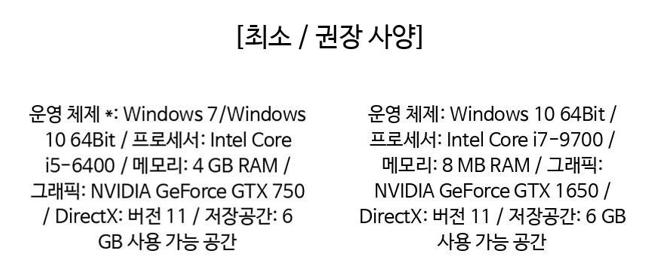 [최소 / 권장 사양]
운영 체제 *: Windows 7/Windows
10 64Bit / 프로세서: Intel Core
i5-6400 / 메모리: 4 GB RAM /
그래픽: NVIDIA GeForce GTX 750
/ DirectX: 버전 11 / 저장공간: 6
GB 사용 가능 공간
운영 체제: Windows 10 64Bit /
프로세서: Intel Core i7-9700 /
메모리: 8 MB RAM / 그래픽:
NVIDIA GeForce GTX 1650 /
DirectX: 버전 11 / 저장공간: 6 GB
사용 가능 공간